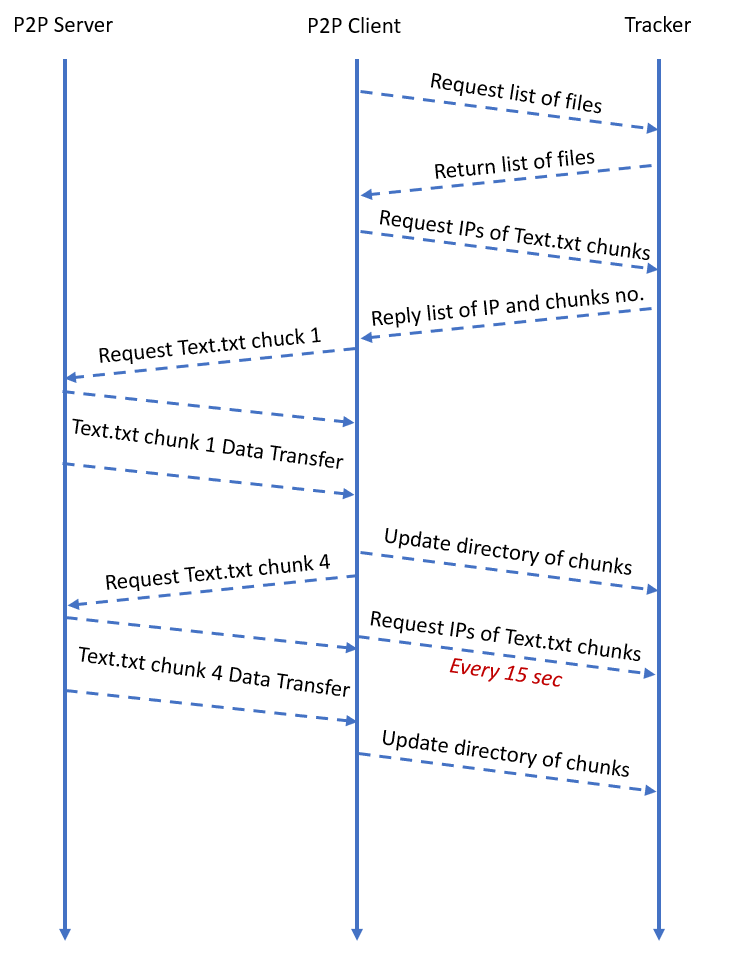 P2P Server
P2P Client
Tracker
Request list of files
Return list of files
Request IPs of Text.txt chunks
Reply list of IP and chunks no.
Request Text.txt chuck 1
Text.txt chunk 1 Data Transfer
Update directory of chunks
Request Text.txt chunk 4
Request IPs of Text.txt chunks
Every 15 sec
Text.txt chunk 4 Data Transfer
Update directory of chunks